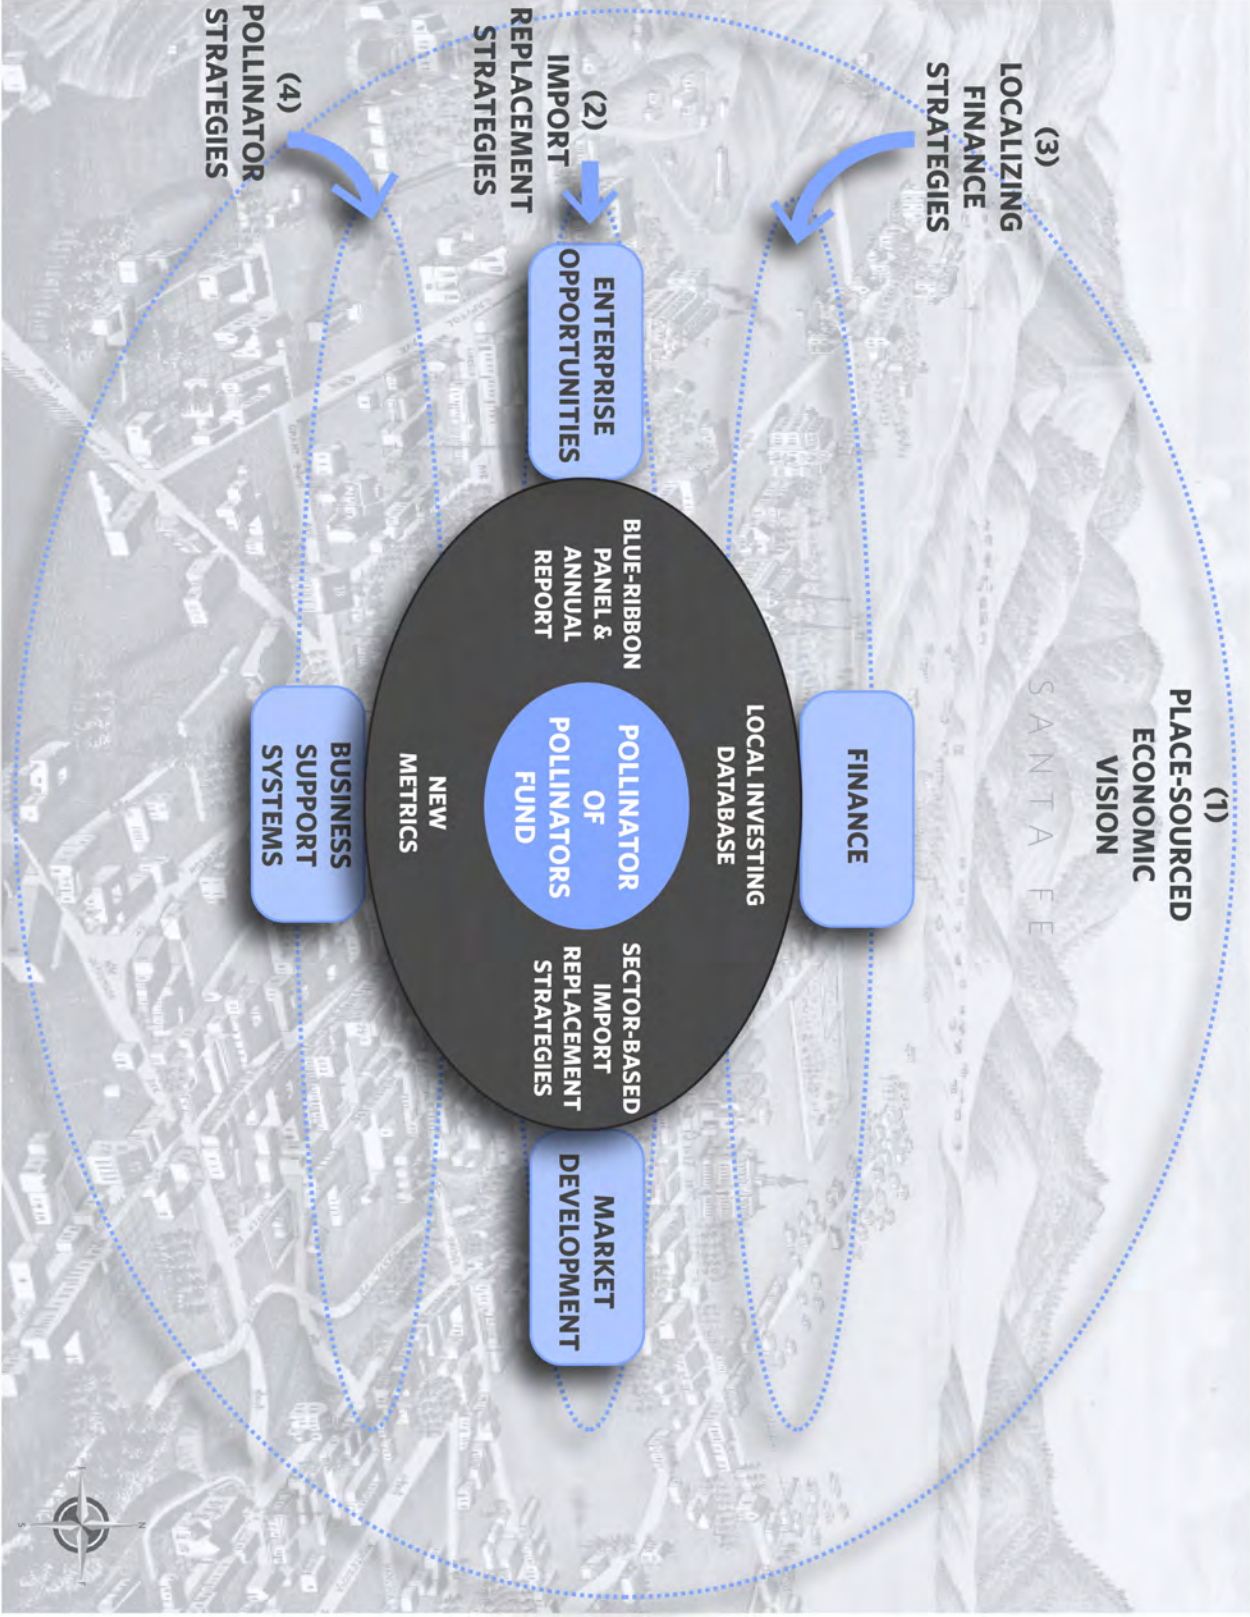 (1)
PLACE-SOURCED
ECONOMIC
VISION
SANTA FE
(3)
LOCALIZING
FINANCE
STRATEGIES
FINANCE
LOCAL INVESTING
DATABASE
(2)
IMPORT
REPLACEMENT
STRATEGIES
ENTERPRISE
OPPORTUNITIES
BLUE-RIBBON
PANEL &
ANNUAL
REPORT
POLLINATOR
OF
POLLINATORS
FUND
SECTOR-BASED
IMPORT
REPLACEMENT
STRATEGIES
MARKET
DEVELOPMENT
NEW
METRICS
(4)
POLLINATOR
STRATEGIES
BUSINESS
SUPPORT
SYSTEMS
N
S